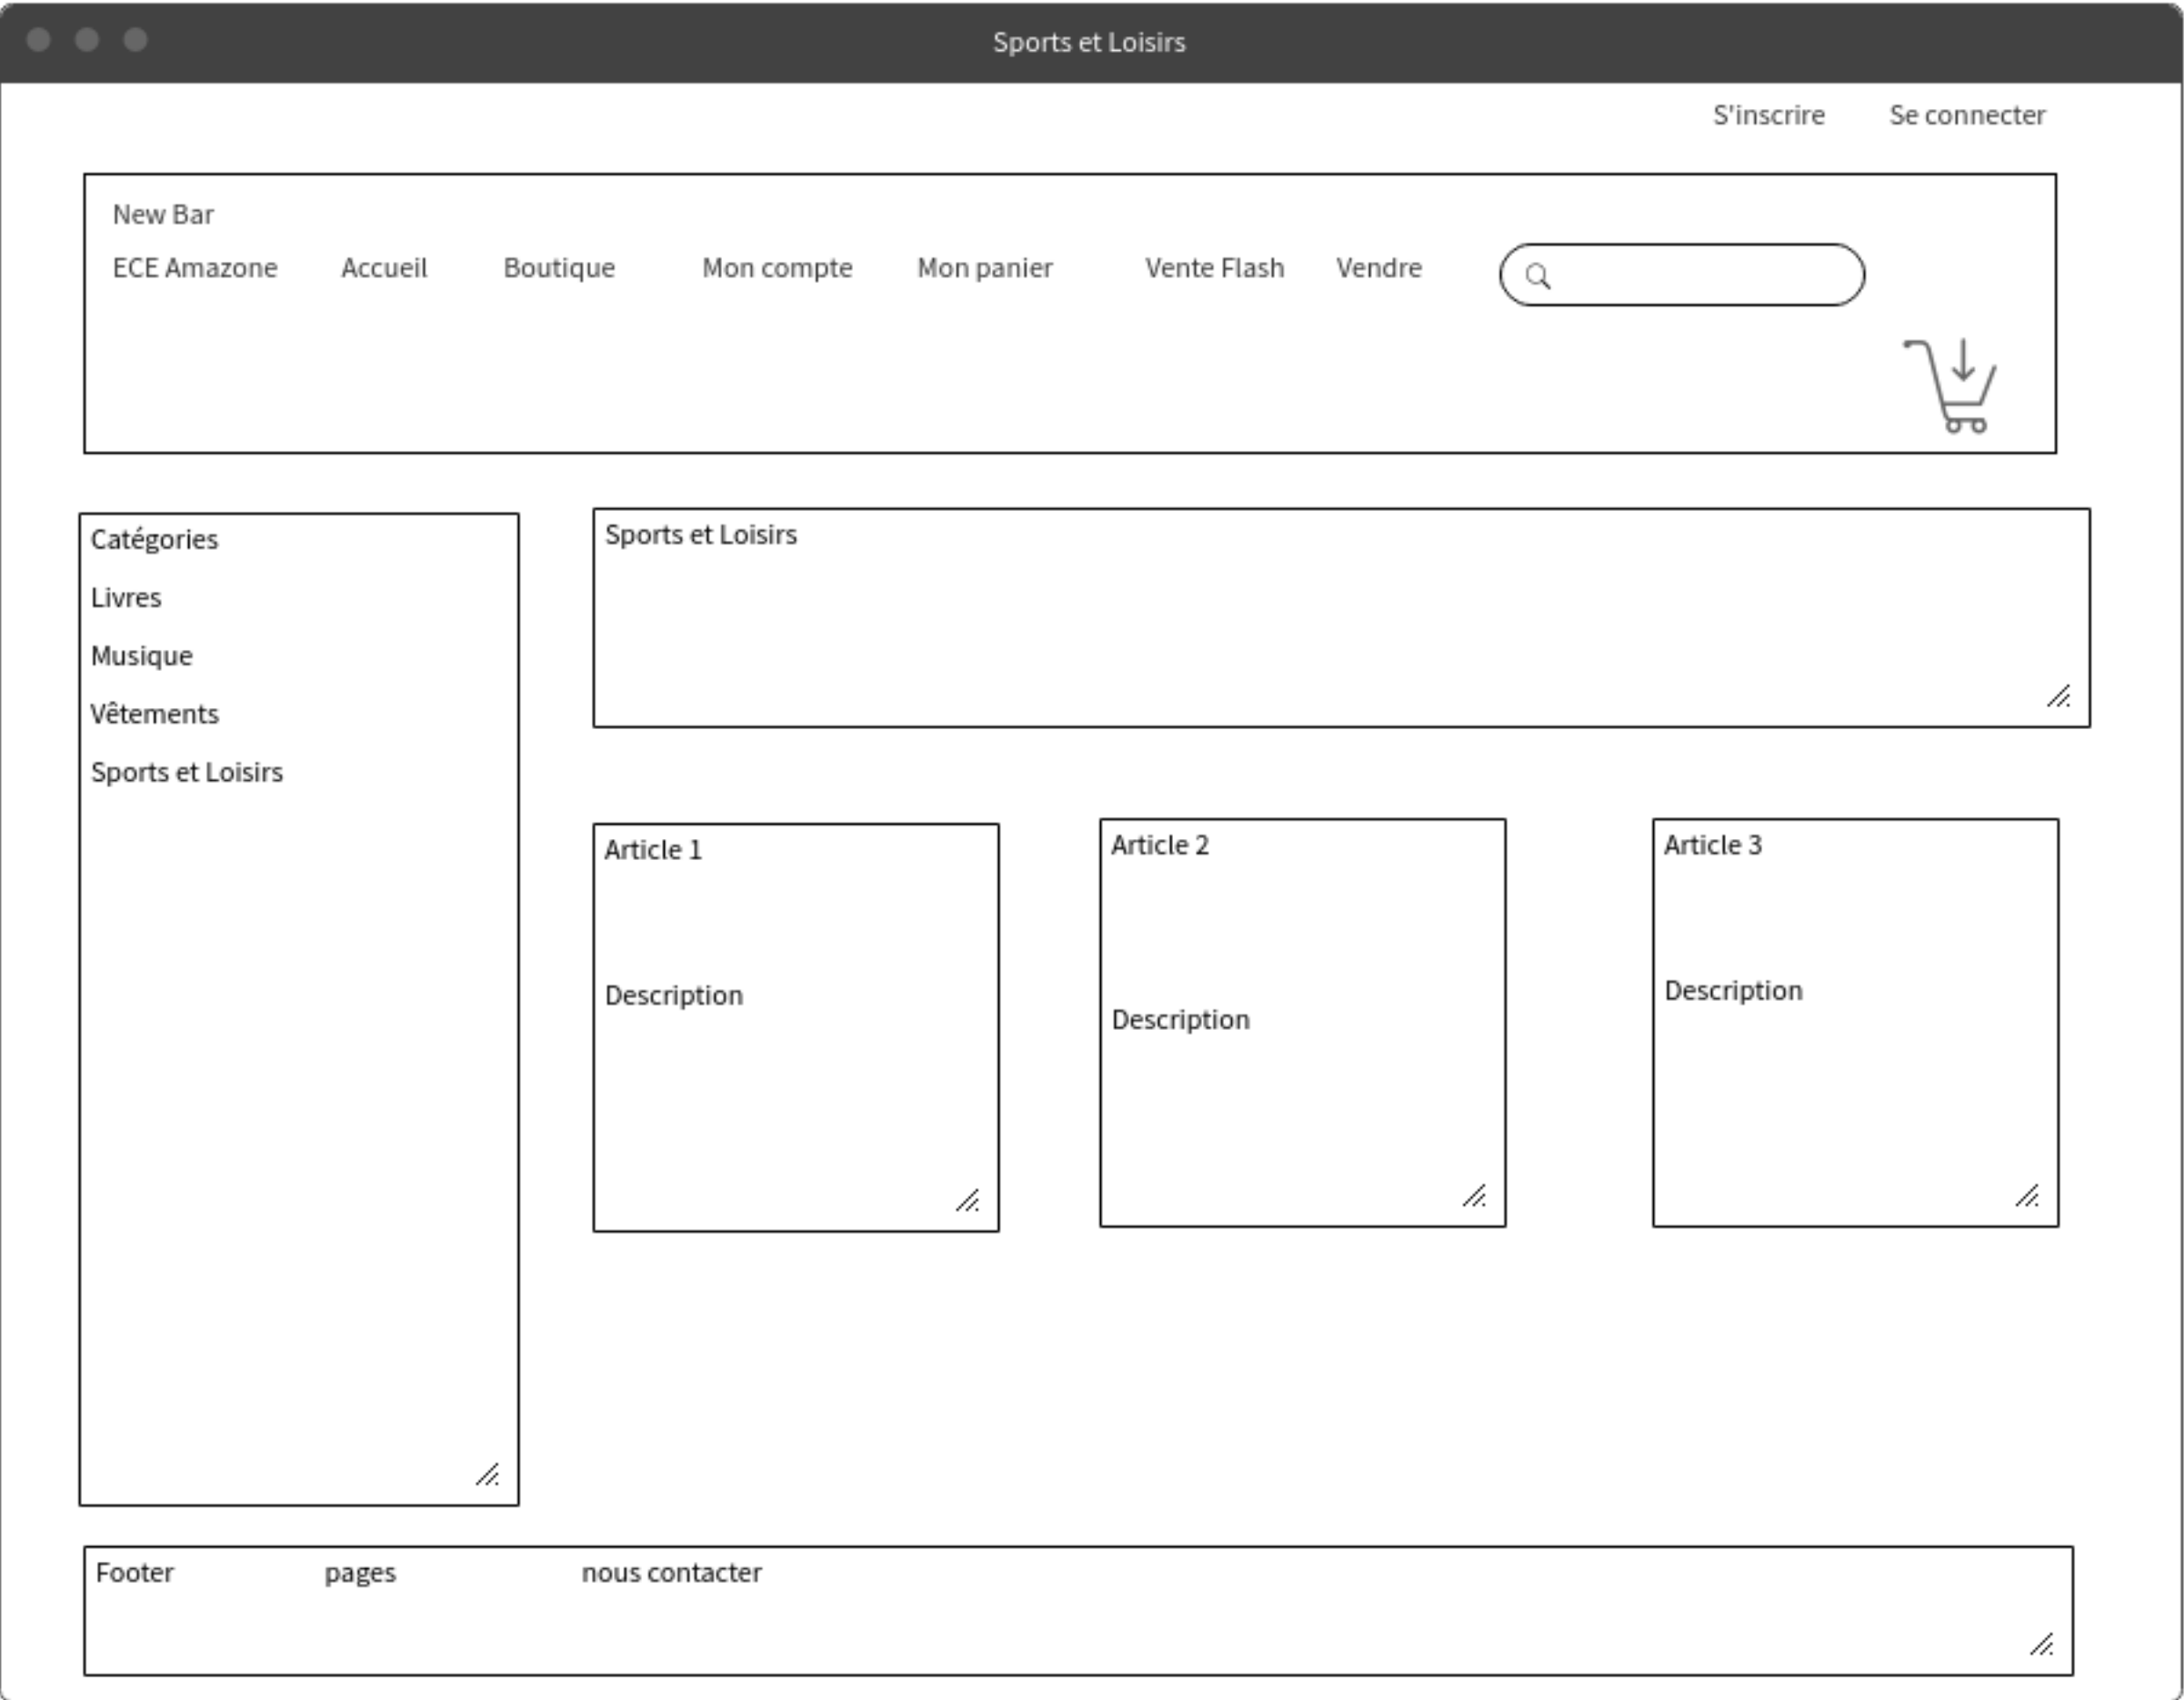 Sports et Loisirs
S'inscrire Se connecter
New Bar
ECE Amazone Accueil Boutique Mon compte Mon panier Vente Flash Vendre
Catégories
Livres
Musique
Vêtements
Sports et Loisirs
Sports et Loisirs
Article 1
Description
Article 2
Description
Article 3
Description
Footer pages nous contacter